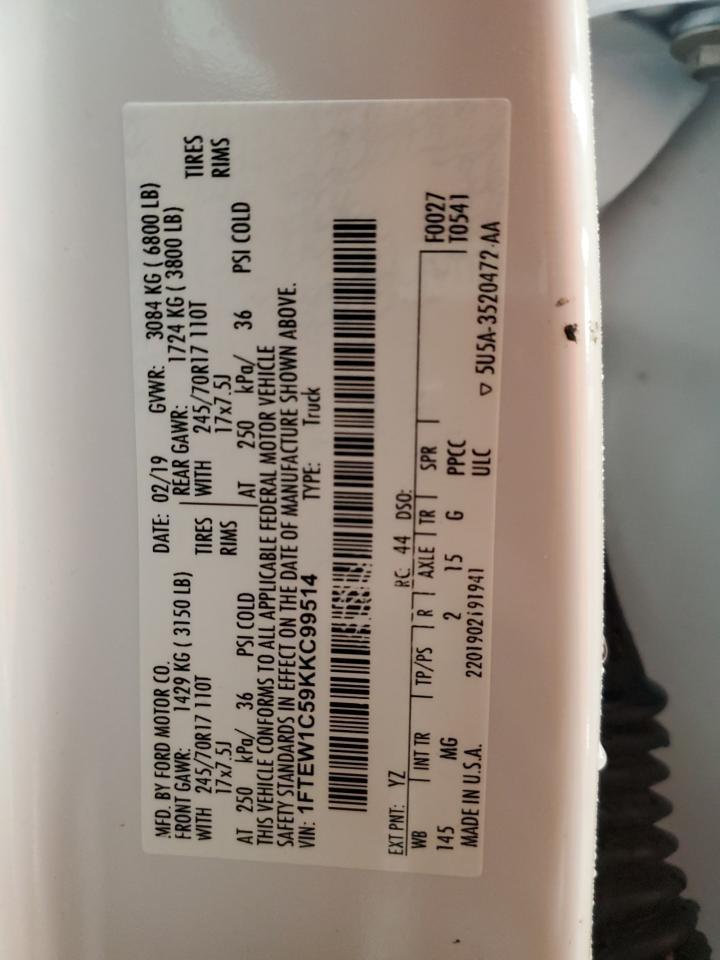 MFD. BY FORD MOTOR CO. DATE: 02/19 GVWR: 3084 KG ( 6800 LB)
FRONT GAWR: 1429 KG ( 3150 LB) REAR GAWR: 1724 KG ( 3800 LB)
WITH 245/70R17 110T TIRES WITH 245/70R17 110T TIRES
17x7.5J RIMS 17x7.5J RIMS
AT 250 kPa/ 36 PSI COLD AT 250 kPa/ 36 PSI COLD
THIS VEHICLE CONFORMS TO ALL APPLICABLE FEDERAL MOTOR VEHICLE
SAFETY STANDARDS IN EFFECT ON THE DATE OF MANUFACTURE SHOWN ABOVE.
VIN: 1FTEW1C59KKC99514 TYPE: Truck
EXT PNT: YZ RC: 44 DSO: F0027
WB INT TR TP/PS R AXLE TR SPR T0541
145 MG 2 15 G PPCC
MADE IN U.S.A. 2201902191941 ULC ▽ 5U5A-3520472-AA